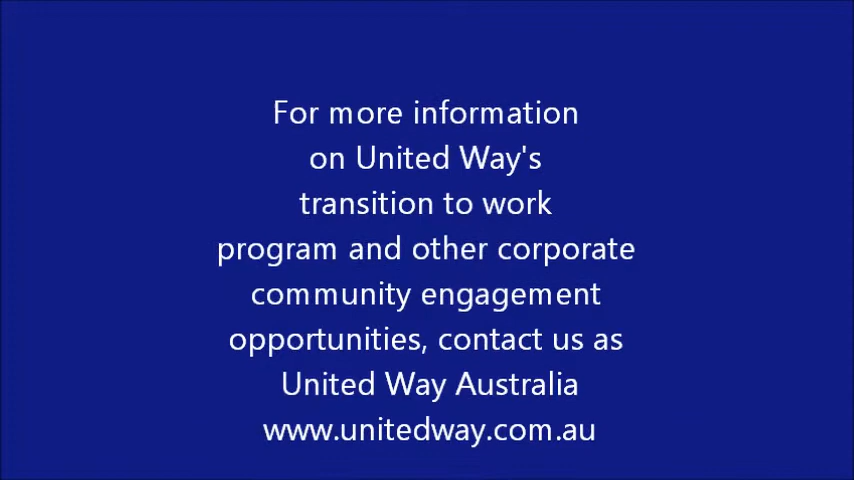 For more information
on United Way's
transition to work
program and other corporate
community engagement
opportunities, contact us as
United Way Australia
www.unitedway.com.au